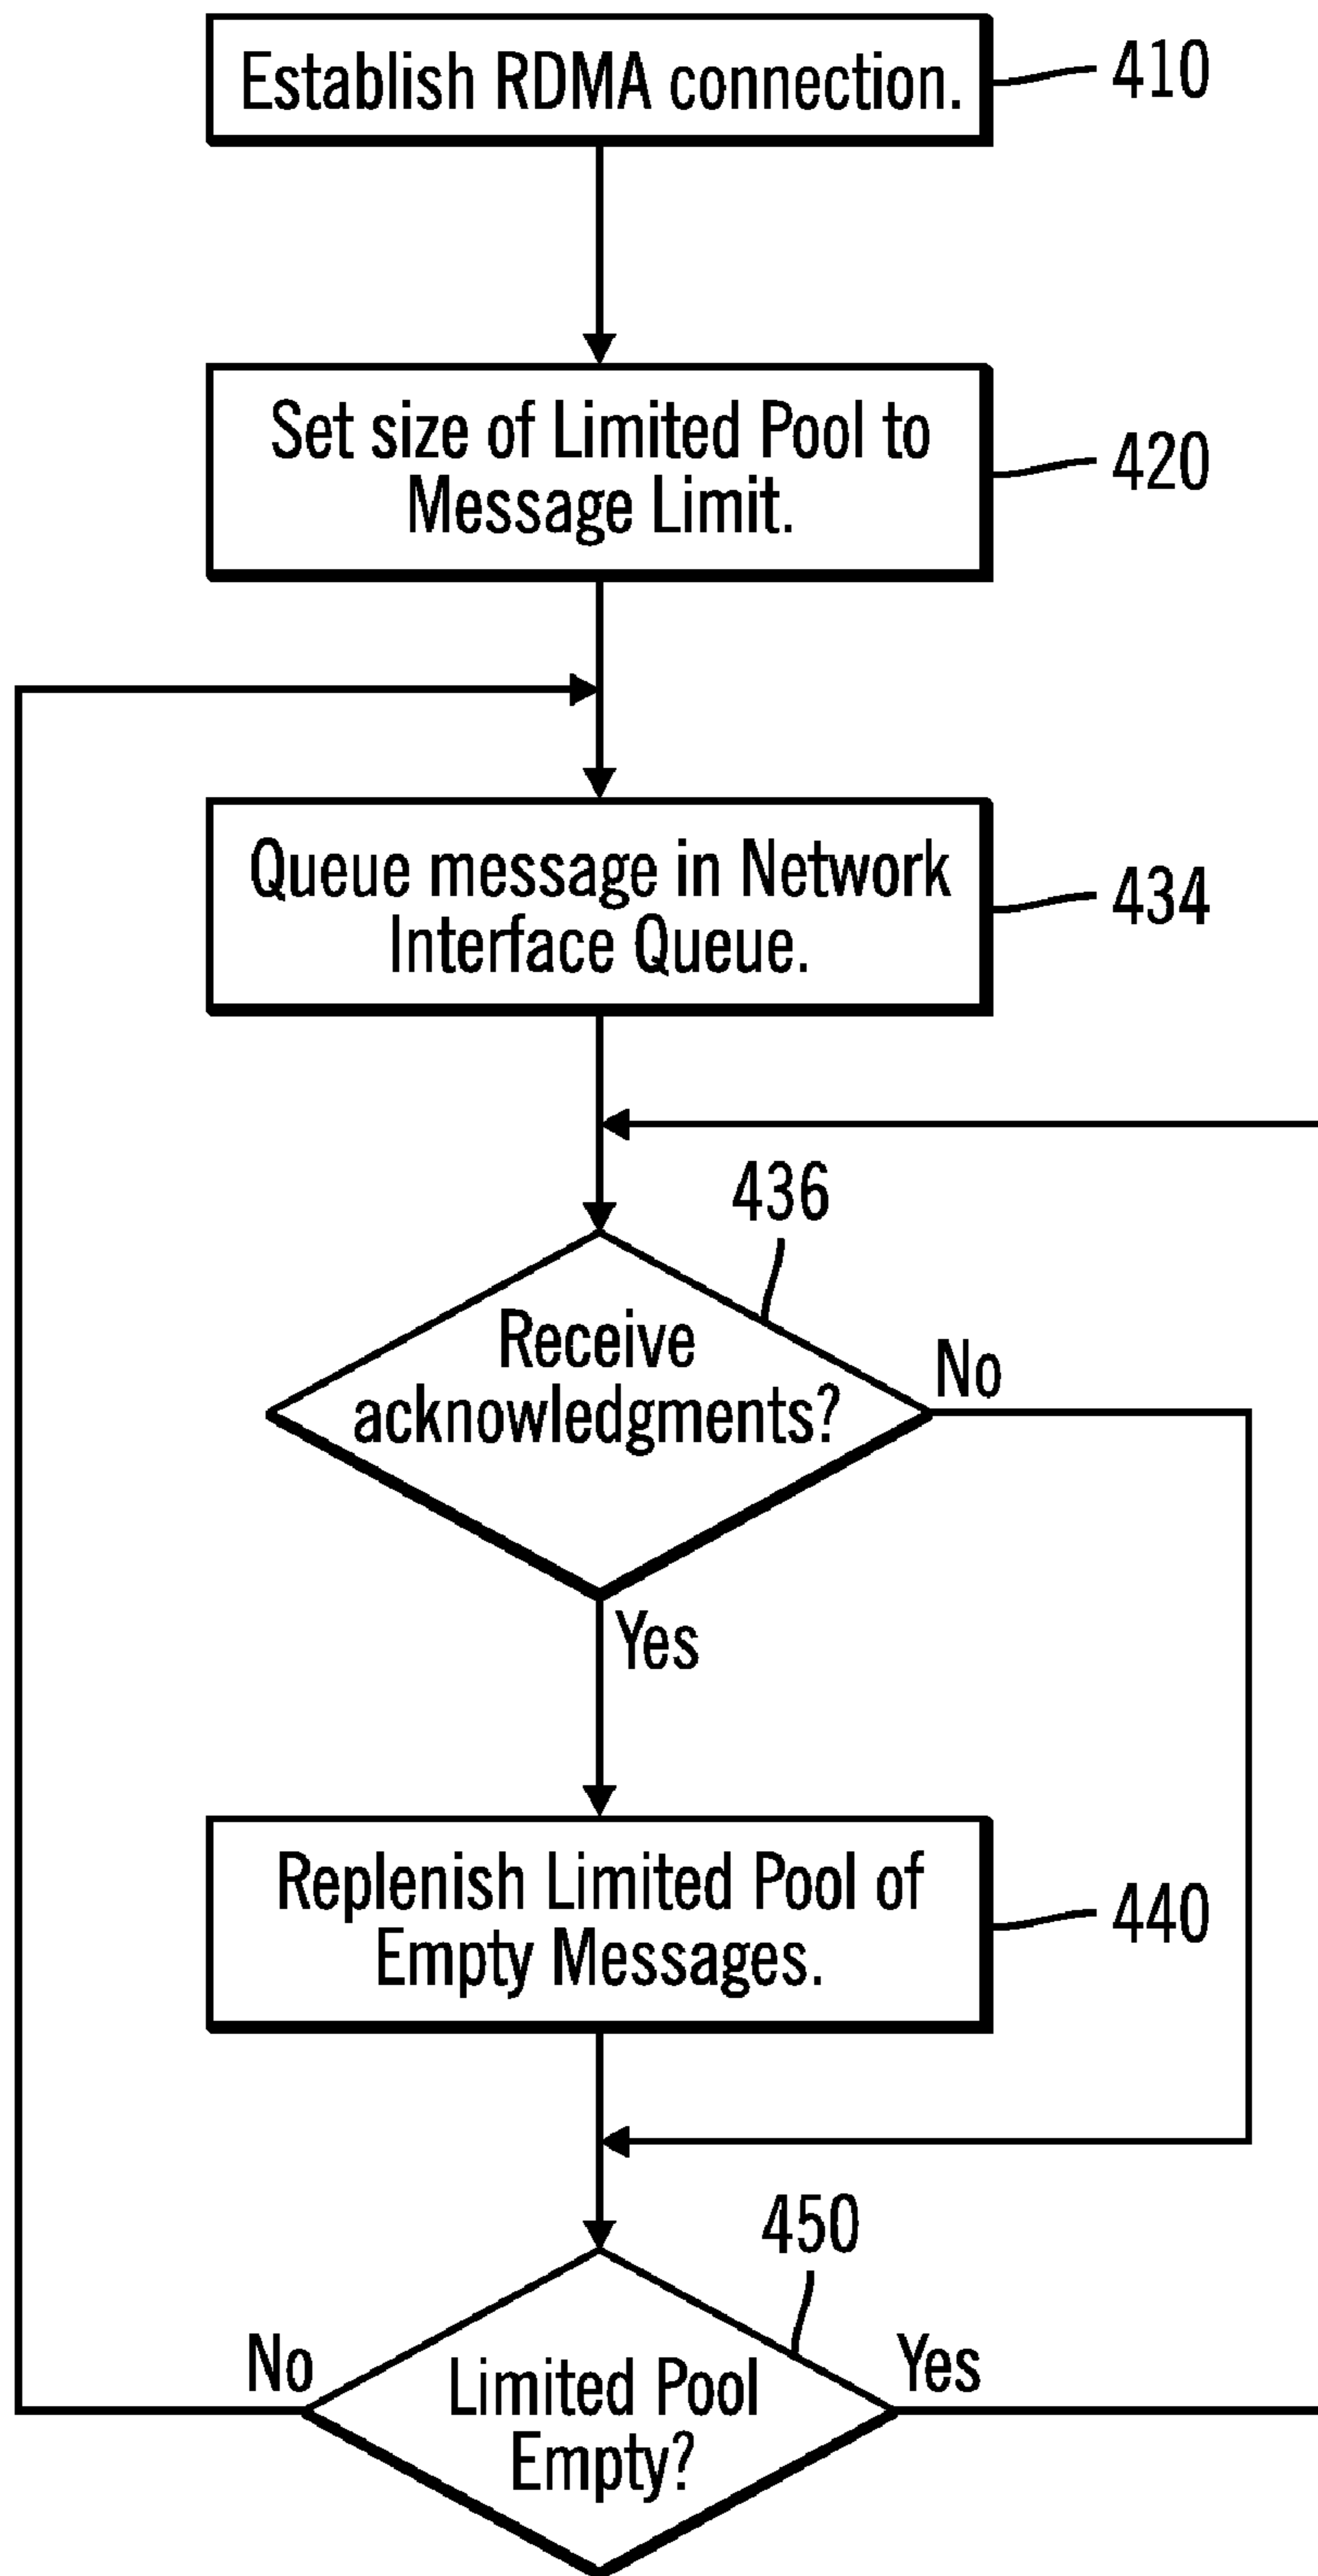 Establish RDMA connection.
410
Set size of Limited Pool to
Message Limit.
420
Queue message in Network
Interface Queue.
434
436
Receive
acknowledgments?
No
Yes
Replenish Limited Pool of
Empty Messages.
440
450
No
Limited Pool
Empty?
Yes